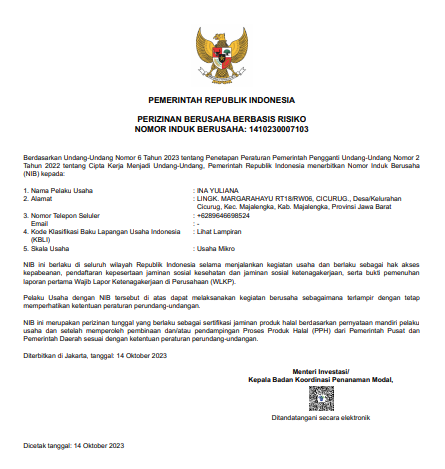 PEMERINTAH REPUBLIK INDONESIA
PERIZINAN BERUSAHA BERBASIS RISIKO
NOMOR INDUK BERUSAHA: 1410230007103
Berdasarkan Undang-Undang Nomor 6 Tahun 2023 tentang Penetapan Peraturan Pemerintah Pengganti Undang-Undang Nomor 2
Tahun 2022 tentang Cipta Kerja Menjadi Undang-Undang, Pemerintah Republik Indonesia menerbitkan Nomor Induk Berusaha
(NIB) kepada:
1. Nama Pelaku Usaha : INA YULIANA
2. Alamat : LINGK. MARGARAHAYU RT18/RW06, CICURUG., Desa/Kelurahan
Cicurug, Kec. Majalengka, Kab. Majalengka, Provinsi Jawa Barat
3. Nomor Telepon Seluler : +6289646698524
Email : -
4. Kode Klasifikasi Baku Lapangan Usaha Indonesia : Lihat Lampiran
(KBLI)
5. Skala Usaha : Usaha Mikro
NIB ini berlaku di seluruh wilayah Republik Indonesia selama menjalankan kegiatan usaha dan berlaku sebagai hak akses
kepabeanan, pendaftaran kepesertaan jaminan sosial kesehatan dan jaminan sosial ketenagakerjaan, serta bukti pemenuhan
laporan pertama Wajib Lapor Ketenagakerjaan di Perusahaan (WLKP).
Pelaku Usaha dengan NIB tersebut di atas dapat melaksanakan kegiatan berusaha sebagaimana terlampir dengan tetap
memperhatikan ketentuan peraturan perundang-undangan.
NIB ini merupakan perizinan tunggal yang berlaku sebagai sertifikasi jaminan produk halal berdasarkan pernyataan mandiri pelaku
usaha dan setelah memperoleh pembinaan dan/atau pendampingan Proses Produk Halal (PPH) dari Pemerintah Pusat dan
Pemerintah Daerah sesuai dengan ketentuan peraturan perundang-undangan.
Diterbitkan di Jakarta, tanggal: 14 Oktober 2023
Menteri Investasi/
Kepala Badan Koordinasi Penanaman Modal,
Ditandatangani secara elektronik
Dicetak tanggal: 14 Oktober 2023